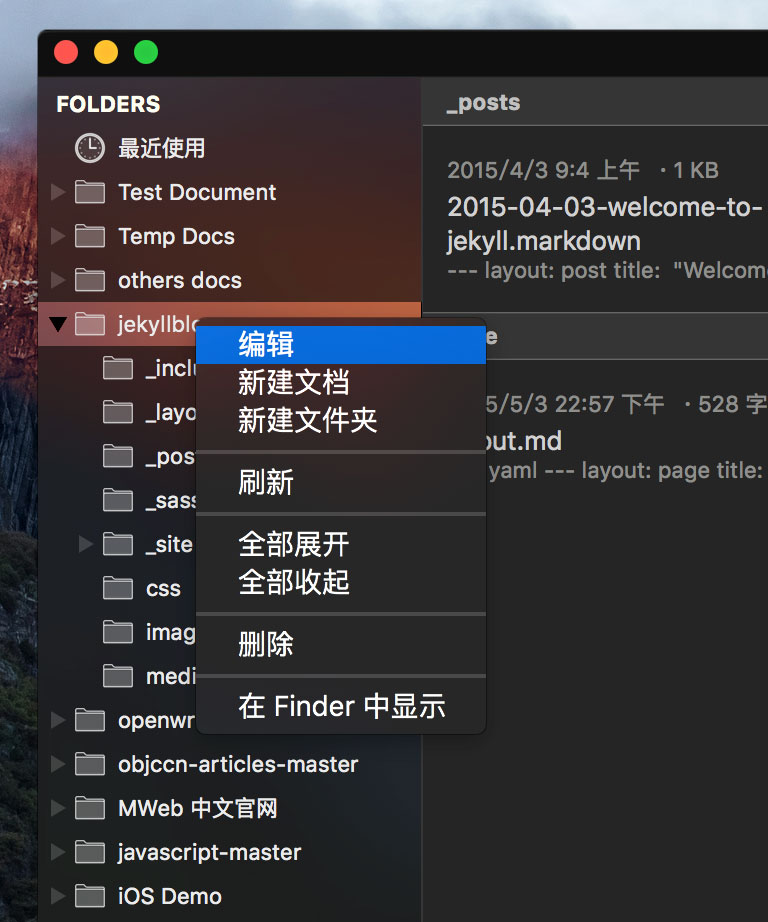 FOLDERS
最近使用
Test Document
Temp Docs
others docs
jekyllblo
_inclu
_layo
_pos
_sass
_site
css
imag
medi
openwr
objccn-articles-master
MWeb 中文官网
javascript-master
iOS Demo
编辑
新建文档
新建文件夹
刷新
全部展开
全部收起
删除
在 Finder 中显示
_posts
2015/4/3 9:4 上午 · 1 KB
2015-04-03-welcome-to-
jekyll.markdown
--- layout: post title: "Welcome
e
5/5/3 22:57 下午 · 528 字
out.md
yaml --- layout: page title: